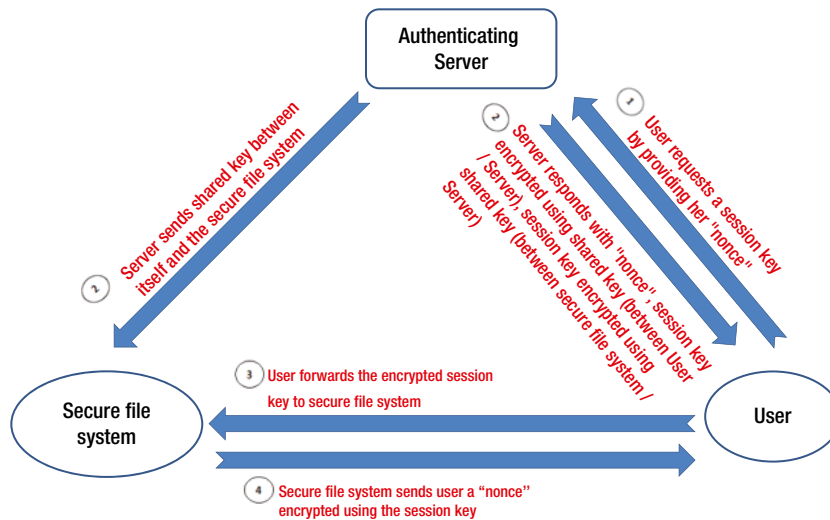 Authenticating
Server
1
User requests a session key
by providing her "nonce"
2
Server responds with "nonce", session key
encrypted using shared key (between User
/ Server), session key encrypted using
shared key (between secure file system /
Server)
2
Server sends shared key between
itself and the secure file system
Secure file
system
User
3
User forwards the encrypted session
key to secure file system
4
Secure file system sends user a “nonce’’
encrypted using the session key